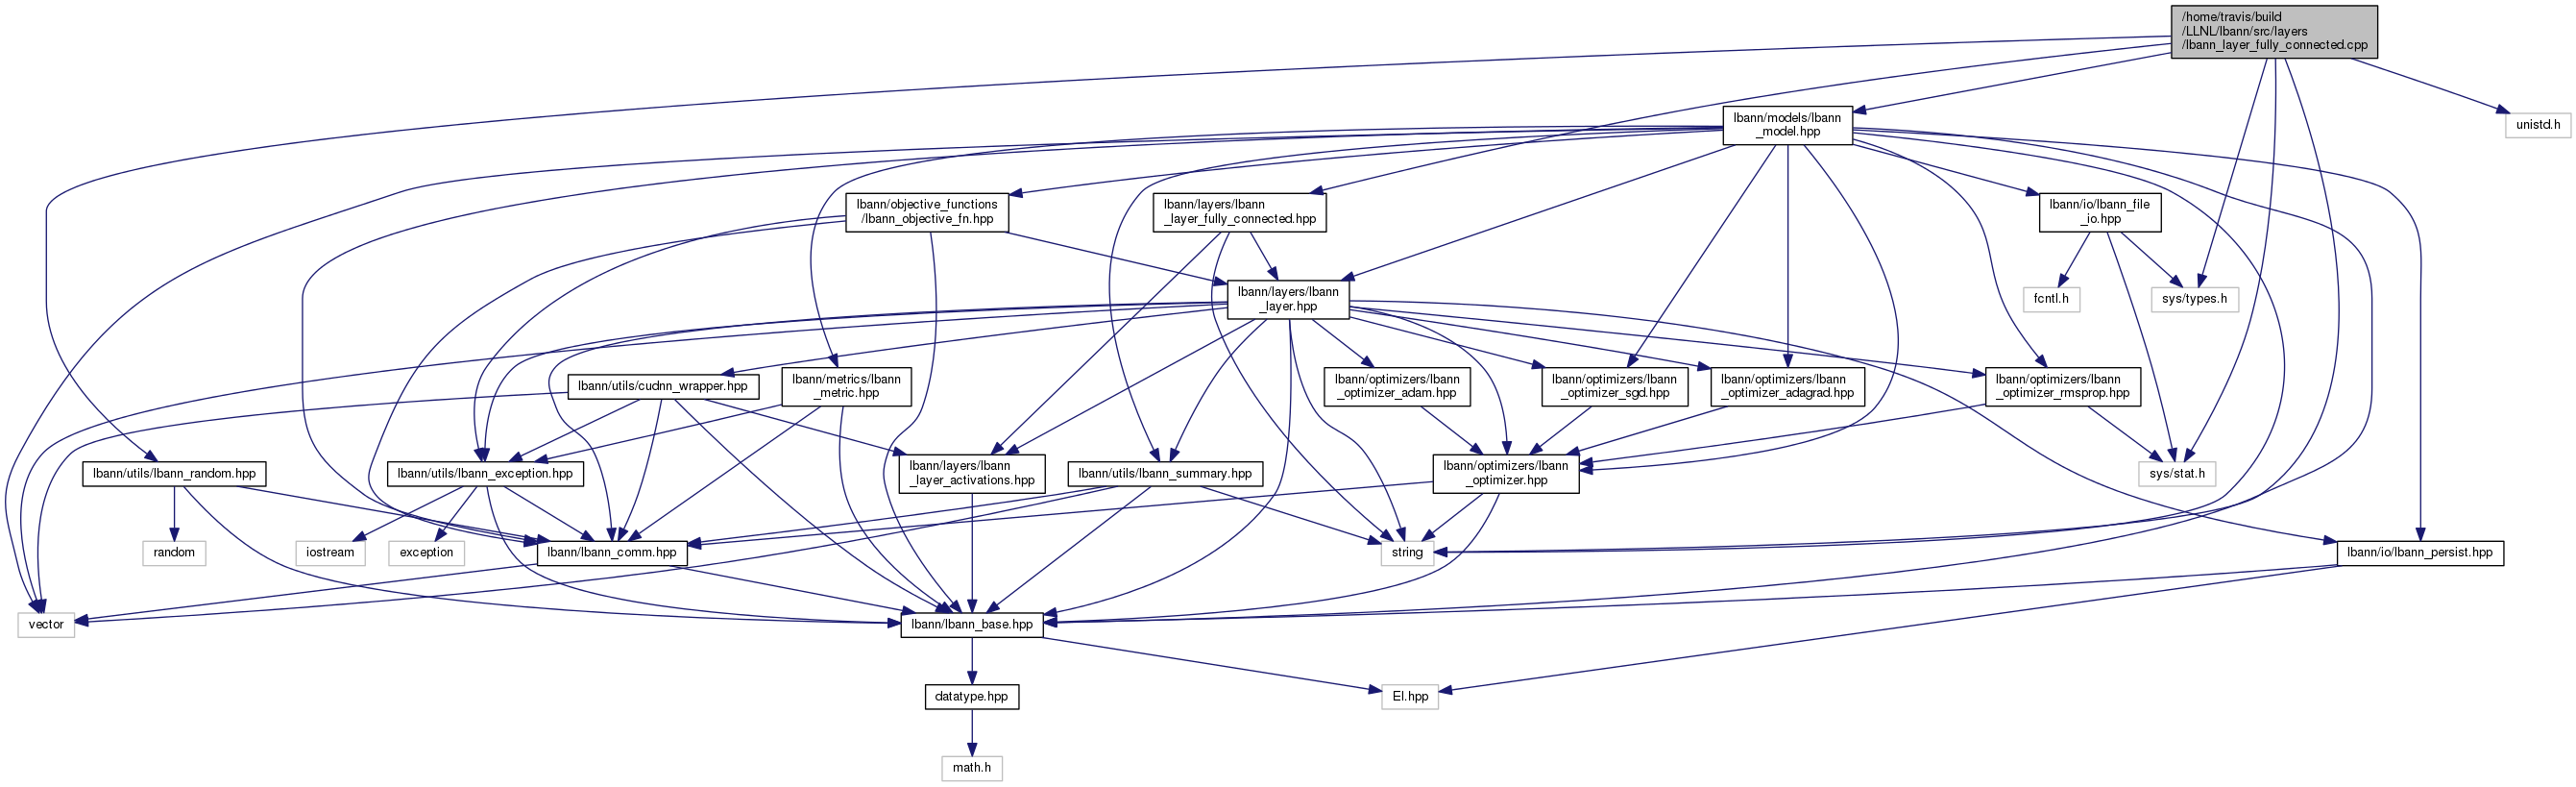 /home/travis/build
/LLNL/lbann/src/layers
/lbann_layer_fully_connected.cpp
lbann/models/lbann
_model.hpp
unistd.h
lbann/objective_functions
/lbann_objective_fn.hpp
lbann/layers/lbann
_layer_fully_connected.hpp
lbann/io/lbann_file
_io.hpp
lbann/layers/lbann
_layer.hpp
fcntl.h
sys/types.h
lbann/utils/cudnn_wrapper.hpp
lbann/metrics/lbann
_metric.hpp
lbann/optimizers/lbann
_optimizer_adam.hpp
lbann/optimizers/lbann
_optimizer_sgd.hpp
lbann/optimizers/lbann
_optimizer_adagrad.hpp
lbann/optimizers/lbann
_optimizer_rmsprop.hpp
lbann/utils/lbann_random.hpp
lbann/utils/lbann_exception.hpp
lbann/layers/lbann
_layer_activations.hpp
lbann/utils/lbann_summary.hpp
lbann/optimizers/lbann
_optimizer.hpp
sys/stat.h
random
iostream
exception
lbann/lbann_comm.hpp
string
lbann/io/lbann_persist.hpp
vector
lbann/lbann_base.hpp
datatype.hpp
El.hpp
math.h